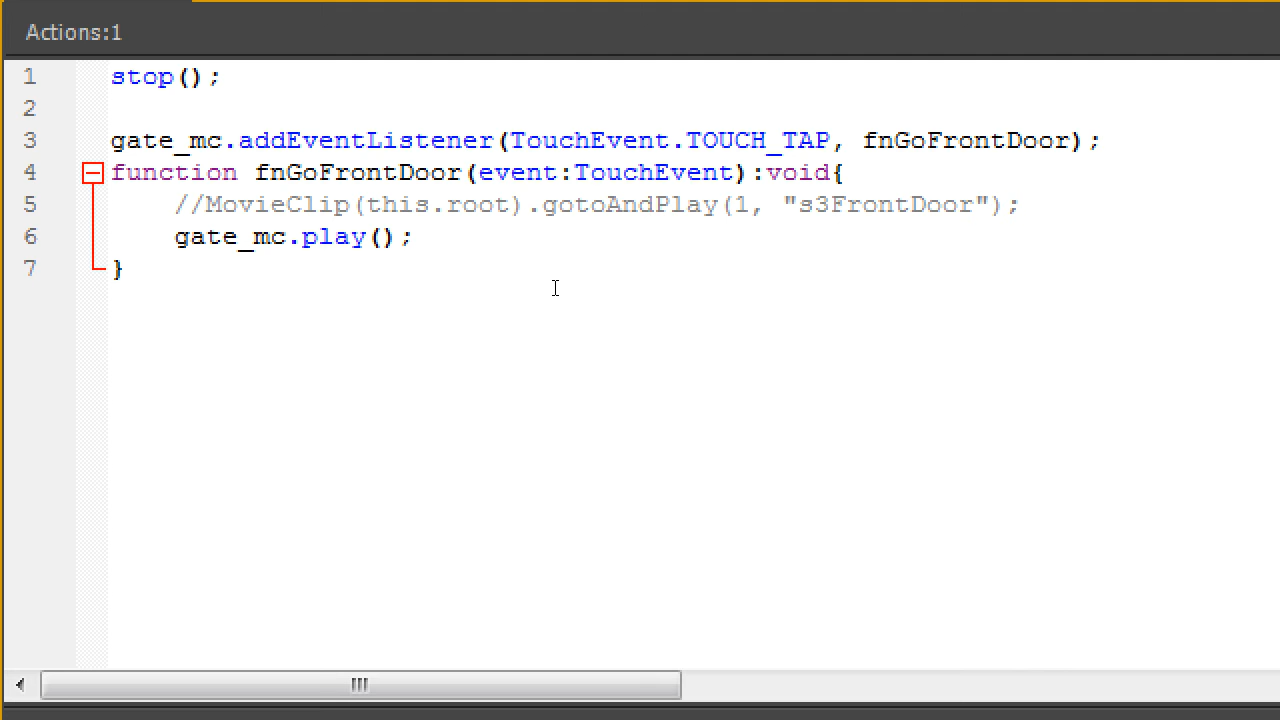 Actions:1
1 stop();
2
3 gate_mc.addEventListener(TouchEvent.TOUCH_TAP, fnGoFrontDoor);
4 function fnGoFrontDoor(event:TouchEvent):void{
5 //MovieClip(this.root).gotoAndPlay(1, "s3FrontDoor");
6 gate_mc.play();
7 }